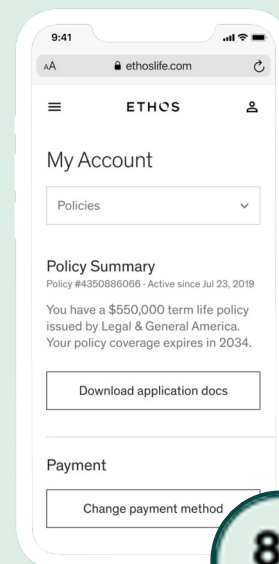 9:41
AA ethoslife.com
ETHOS
My Account
Policies
Policy Summary
Policy #4350886066 · Active since Jul 23, 2019
You have a $550,000 term life policy
issued by Legal & General America.
Your policy coverage expires in 2034.
Download application docs
Payment
Change payment method
8